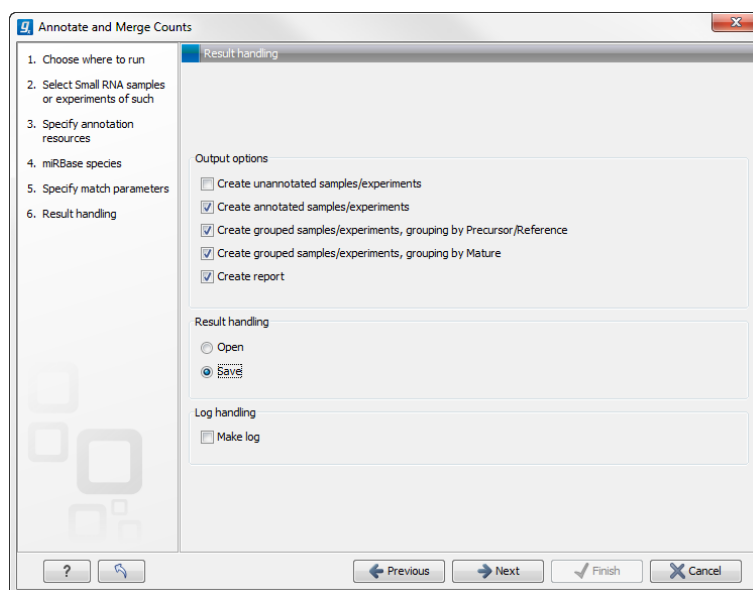 Annotate and Merge Counts
1. Choose where to run
2. Select Small RNA samples
or experiments of such
3. Specify annotation
resources
4. miRBase species
5. Specify match parameters
6. Result handling
Result handling
Output options
Create unannotated samples/experiments
Create annotated samples/experiments
Create grouped samples/experiments, grouping by Precursor/Reference
Create grouped samples/experiments, grouping by Mature
Create report
Result handling
Open
Save
Log handling
Make log
?
Previous
Next
Finish
Cancel